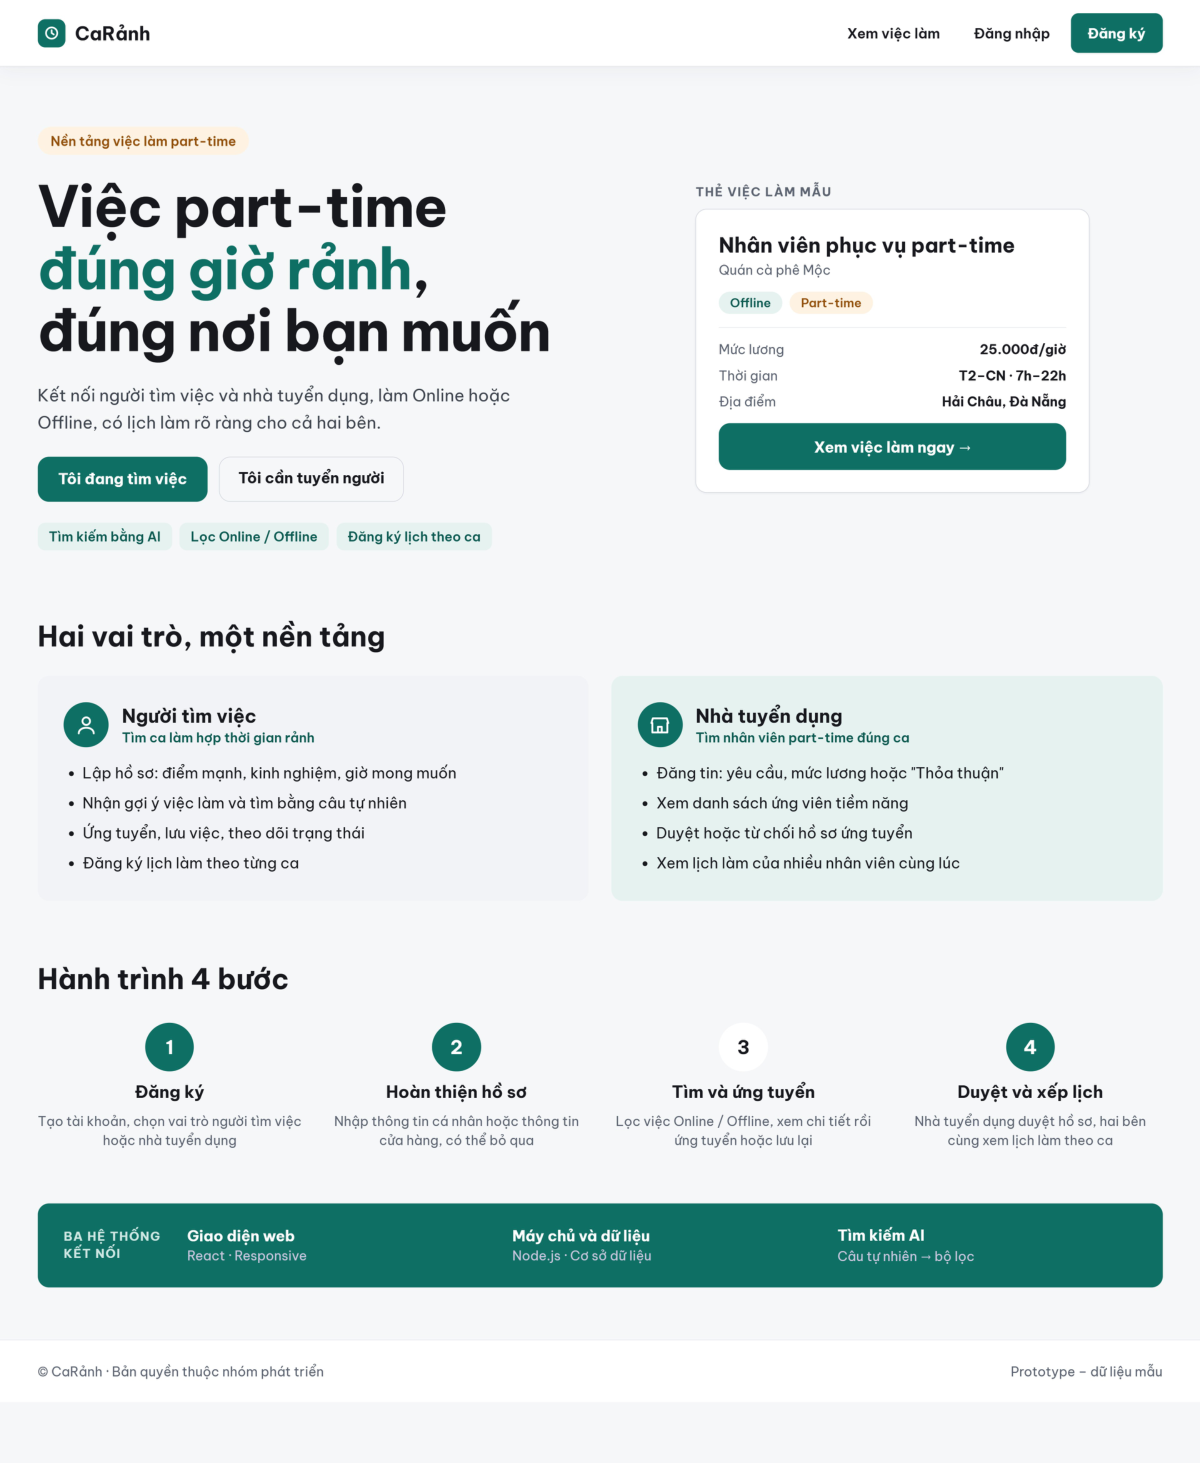 CaRảnh
Xem việc làm
Đăng nhập
Đăng ký
Nền tảng việc làm part-time
Việc part-time
đúng giờ rảnh,
đúng nơi bạn muốn
Kết nối người tìm việc và nhà tuyển dụng, làm Online hoặc
Offline, có lịch làm rõ ràng cho cả hai bên.
Tôi đang tìm việc
Tôi cần tuyển người
Tìm kiếm bằng AI
Lọc Online / Offline
Đăng ký lịch theo ca
THẺ VIỆC LÀM MẪU
Nhân viên phục vụ part-time
Quán cà phê Mộc
Offline
Part-time
Mức lương
25.000đ/giờ
Thời gian
T2–CN · 7h–22h
Địa điểm
Hải Châu, Đà Nẵng
Xem việc làm ngay →
Hai vai trò, một nền tảng
Người tìm việc
Tìm ca làm hợp thời gian rảnh
• Lập hồ sơ: điểm mạnh, kinh nghiệm, giờ mong muốn
• Nhận gợi ý việc làm và tìm bằng câu tự nhiên
• Ứng tuyển, lưu việc, theo dõi trạng thái
• Đăng ký lịch làm theo từng ca
Nhà tuyển dụng
Tìm nhân viên part-time đúng ca
• Đăng tin: yêu cầu, mức lương hoặc "Thỏa thuận"
• Xem danh sách ứng viên tiềm năng
• Duyệt hoặc từ chối hồ sơ ứng tuyển
• Xem lịch làm của nhiều nhân viên cùng lúc
Hành trình 4 bước
1
Đăng ký
Tạo tài khoản, chọn vai trò người tìm việc
hoặc nhà tuyển dụng
2
Hoàn thiện hồ sơ
Nhập thông tin cá nhân hoặc thông tin
cửa hàng, có thể bỏ qua
3
Tìm và ứng tuyển
Lọc việc Online / Offline, xem chi tiết rồi
ứng tuyển hoặc lưu lại
4
Duyệt và xếp lịch
Nhà tuyển dụng duyệt hồ sơ, hai bên
cùng xem lịch làm theo ca
BA HỆ THỐNG
KẾT NỐI
Giao diện web
React · Responsive
Máy chủ và dữ liệu
Node.js · Cơ sở dữ liệu
Tìm kiếm AI
Câu tự nhiên → bộ lọc
© CaRảnh · Bản quyền thuộc nhóm phát triển
Prototype – dữ liệu mẫu